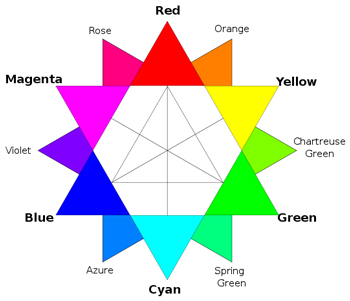 Red
Rose
Orange
Magenta
Yellow
Violet
Chartreuse
Green
Blue
Green
Azure
Spring
Green
Cyan